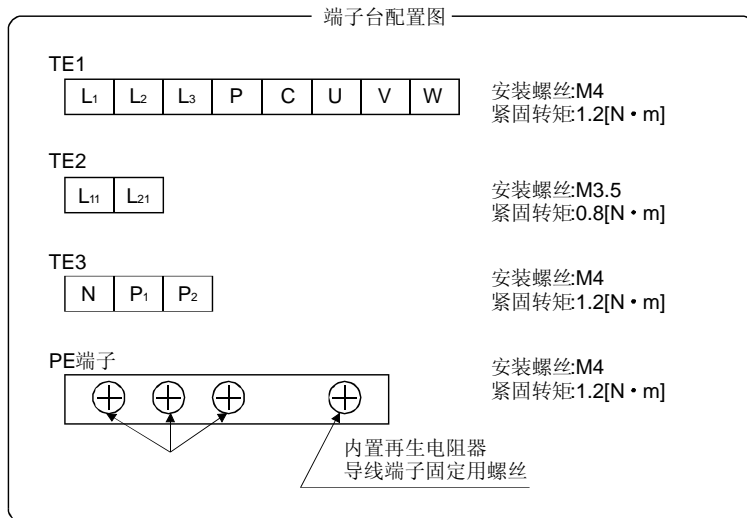 端子台配置图
TE1
L1 L2 L3 P C U V W
安装螺丝:M4
紧固转矩:1.2[N・m]
TE2
L11 L21
安装螺丝:M3.5
紧固转矩:0.8[N・m]
TE3
N P1 P2
安装螺丝:M4
紧固转矩:1.2[N・m]
PE端子
安装螺丝:M4
紧固转矩:1.2[N・m]
内置再生电阻器
导线端子固定用螺丝